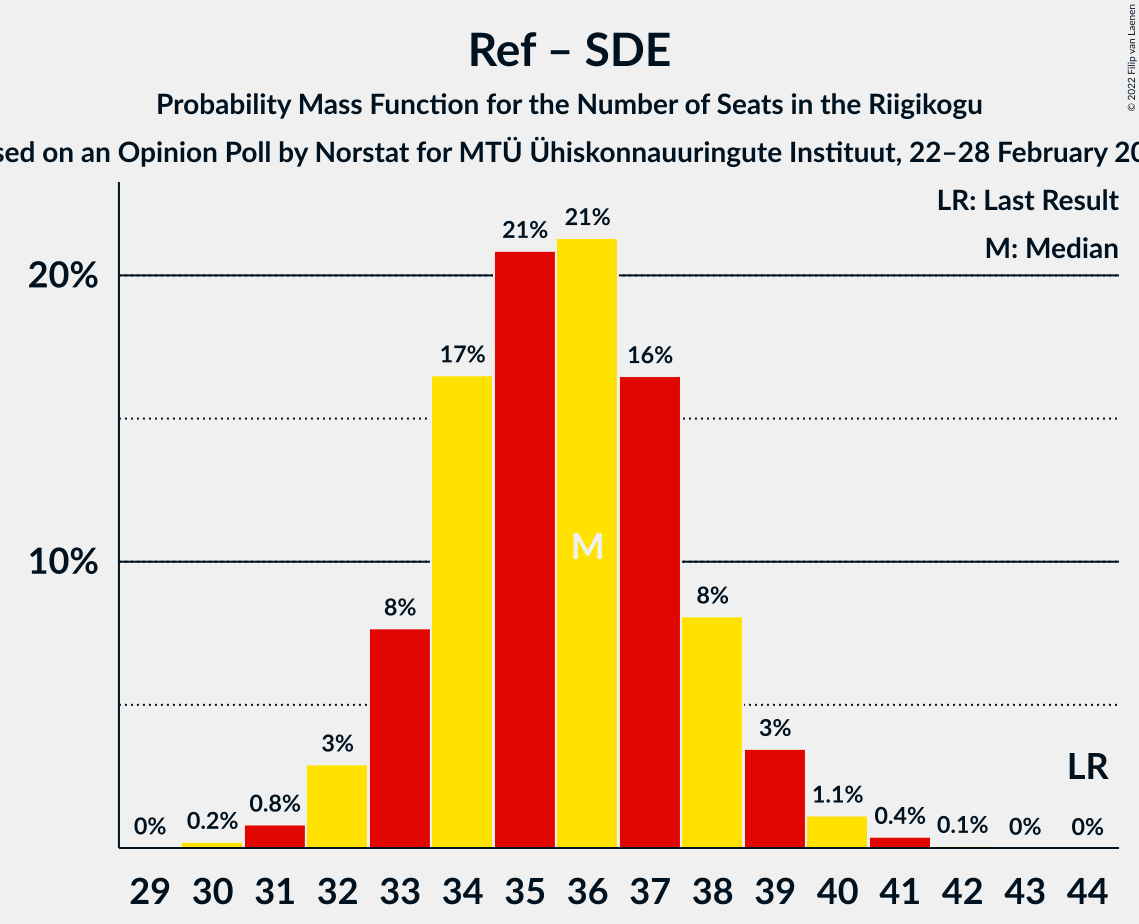 Ref – SDE
Probability Mass Function for the Number of Seats in the Riigikogu
on an Opinion Poll by Norstat for MTÜ Ühiskonnauuringute Instituut, 22–28 February
© 2022 Filip van Laenen
LR: Last Result
M: Median
20%
10%
0% 0.2% 0.8% 3% 8% 17% 21% 21% 16% 8% 3% 1.1% 0.4% 0.1% 0% 0%
M
LR
29 30 31 32 33 34 35 36 37 38 39 40 41 42 43 44